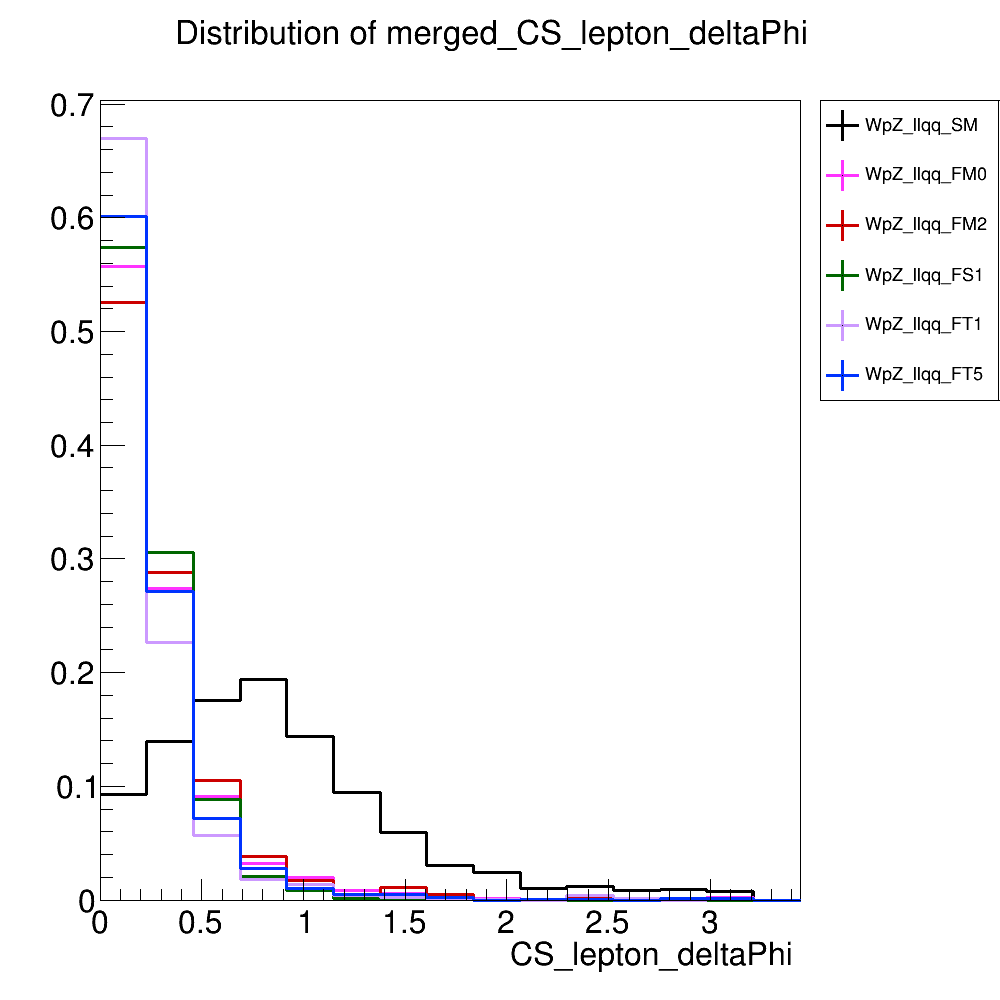 Distribution of merged_CS_lepton_deltaPhi
0.7
0.6
0.5
0.4
0.3
0.2
0.1
0
0 0.5 1 1.5 2 2.5 3
CS_lepton_deltaPhi
WpZ_llqq_SM
WpZ_llqq_FM0
WpZ_llqq_FM2
WpZ_llqq_FS1
WpZ_llqq_FT1
WpZ_llqq_FT5